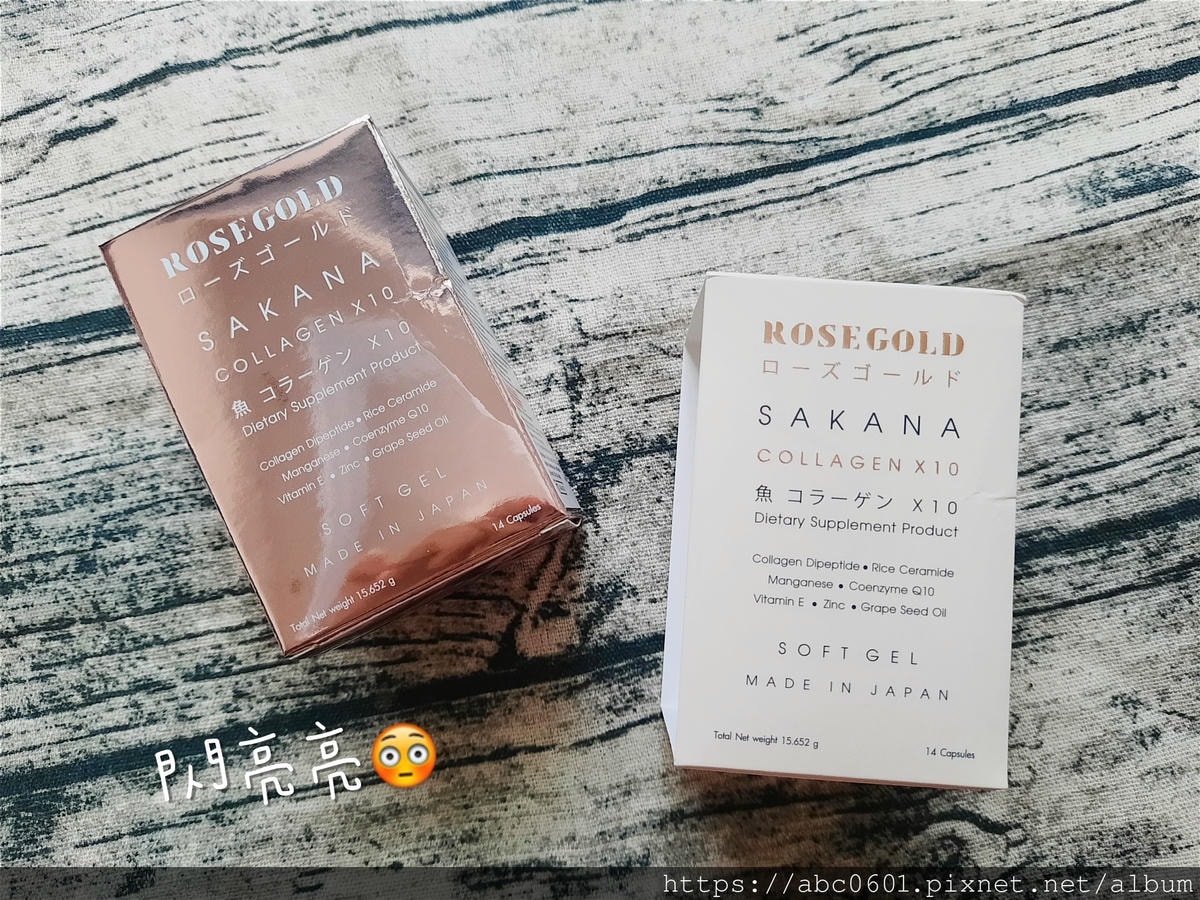 ROSEGOLD
ローズゴールド
SAKANA
COLLAGEN X10
魚 コラーゲン X10
Dietary Supplement Product
Collagen Dipeptide • Rice Ceramide
Manganese • Coenzyme Q10
Vitamin E • Zinc • Grape Seed Oil
SOFT GEL
MADE IN JAPAN
14 Capsules
Total Net weight 15.652 g
ROSEGOLD
ローズゴールド
SAKANA
COLLAGEN X10
魚 コラーゲン X10
Dietary Supplement Product
Collagen Dipeptide • Rice Ceramide
Manganese • Coenzyme Q10
Vitamin E • Zinc • Grape Seed Oil
SOFT GEL
MADE IN JAPAN
Total Net weight 15.652 g
14 Capsules
閃亮亮😳
https://abc0601.pixnet.net/album